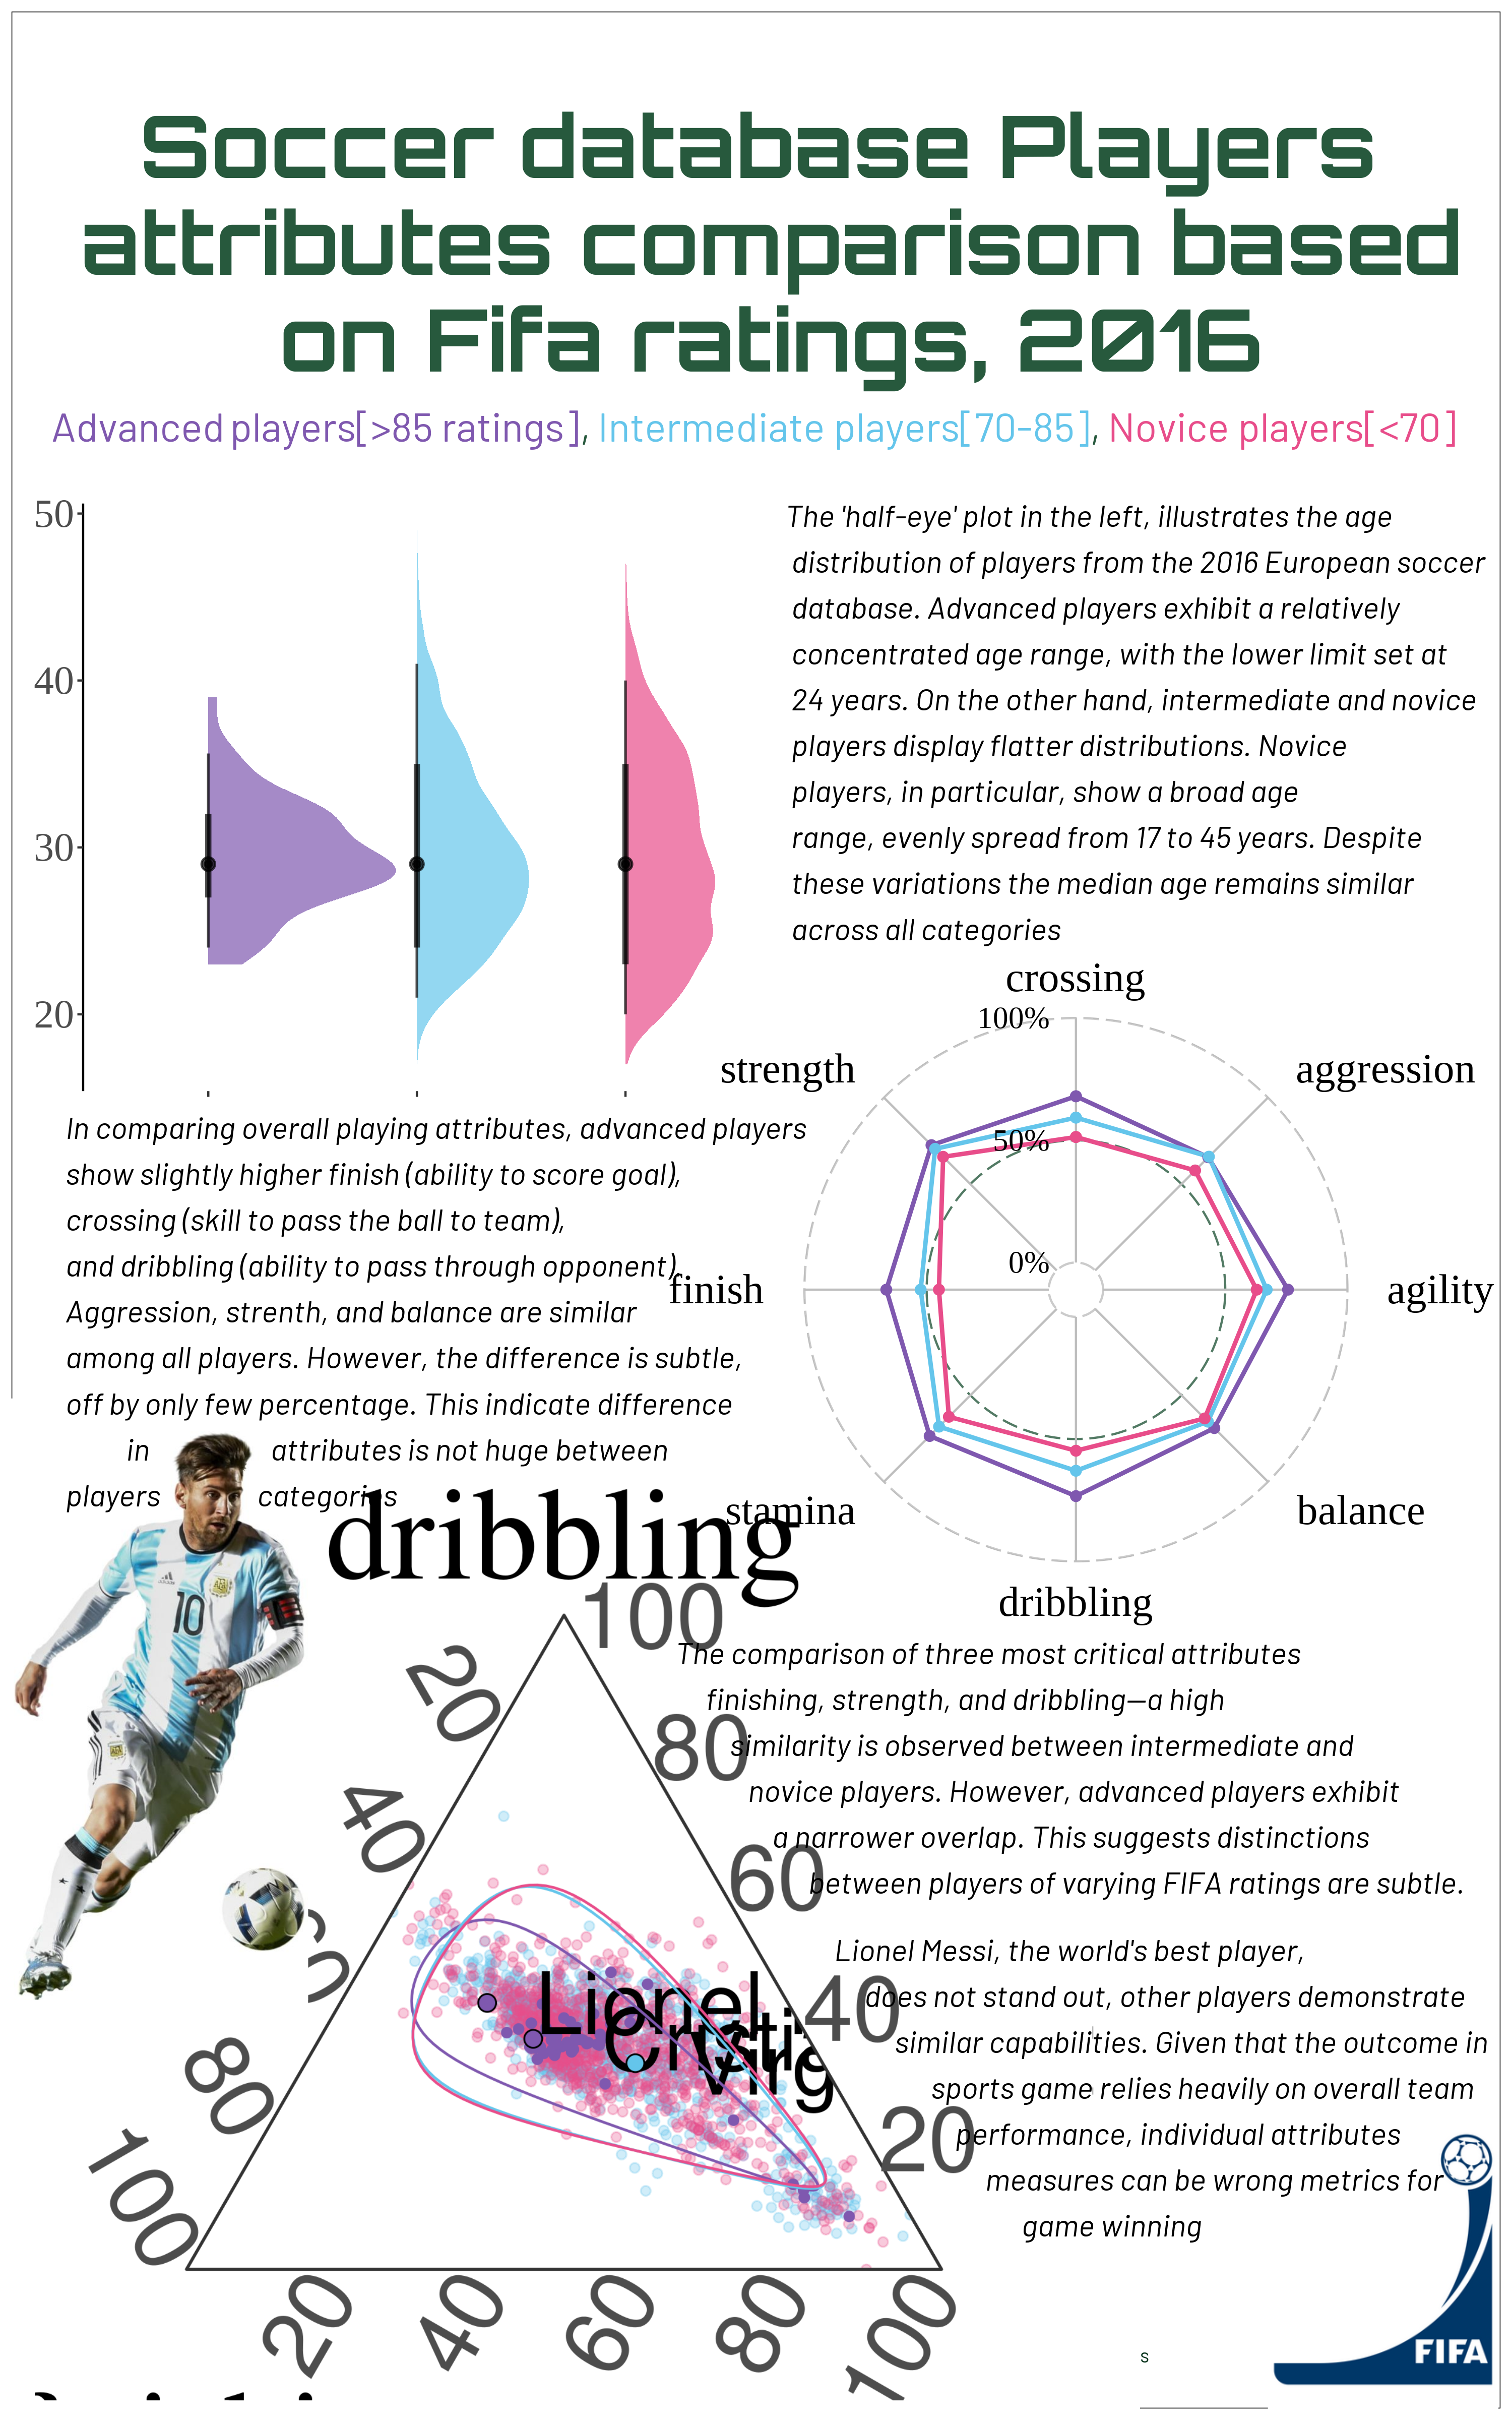 Soccer database Players
attributes comparison based
on Fifa ratings, 2016
Advanced players[>85 ratings], Intermediate players[70-85], Novice players[<70]
50
40
30
20
The 'half-eye' plot in the left, illustrates the age
distribution of players from the 2016 European soccer
database. Advanced players exhibit a relatively
concentrated age range, with the lower limit set at
24 years. On the other hand, intermediate and novice
players display flatter distributions. Novice
players, in particular, show a broad age
range, evenly spread from 17 to 45 years. Despite
these variations the median age remains similar
across all categories
crossing
100%
strength
aggression
50%
0%
finish
agility
stamina
balance
dribbling
In comparing overall playing attributes, advanced players
show slightly higher finish (ability to score goal),
crossing (skill to pass the ball to team),
and dribbling (ability to pass through opponent).
Aggression, strenth, and balance are similar
among all players. However, the difference is subtle,
off by only few percentage. This indicate difference
in attributes is not huge between
players categories
10
dribbling
100
80
60
40
20
20
40
80
100
20
40
60
80
100
Lionel
Cristi
Virg
The comparison of three most critical attributes
finishing, strength, and dribbling—a high
similarity is observed between intermediate and
novice players. However, advanced players exhibit
a narrower overlap. This suggests distinctions
between players of varying FIFA ratings are subtle.
Lionel Messi, the world's best player,
does not stand out, other players demonstrate
similar capabilities. Given that the outcome in
sports game relies heavily on overall team
performance, individual attributes
measures can be wrong metrics for
game winning
s
FIFA